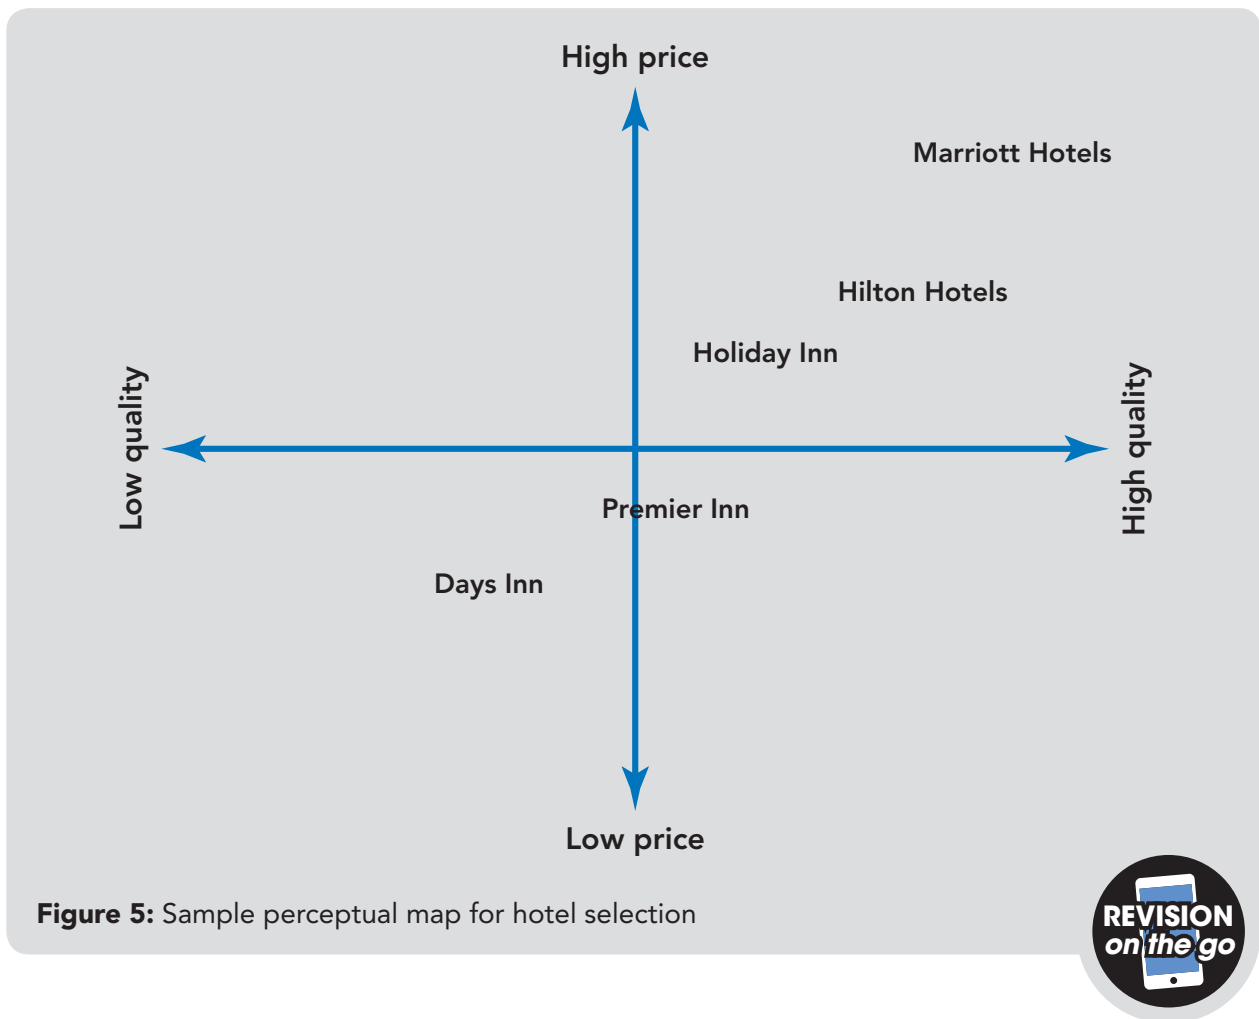 High price
Marriott Hotels
Hilton Hotels
Holiday Inn
Low quality
High quality
Premier Inn
Days Inn
Low price
Figure 5: Sample perceptual map for hotel selection
REVISION
on the go